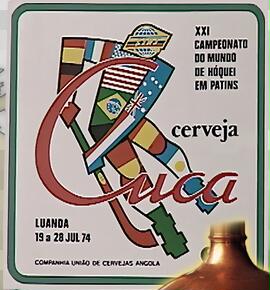 XXI
CAMPEONATO
DO MUNDO
DE HÓQUEI
EM PATINS
CUCA
cerveja
Cuca
LUANDA
19 a 28 JUL 74
COMPANHIA UNIÃO DE CERVEJAS ANGOLA